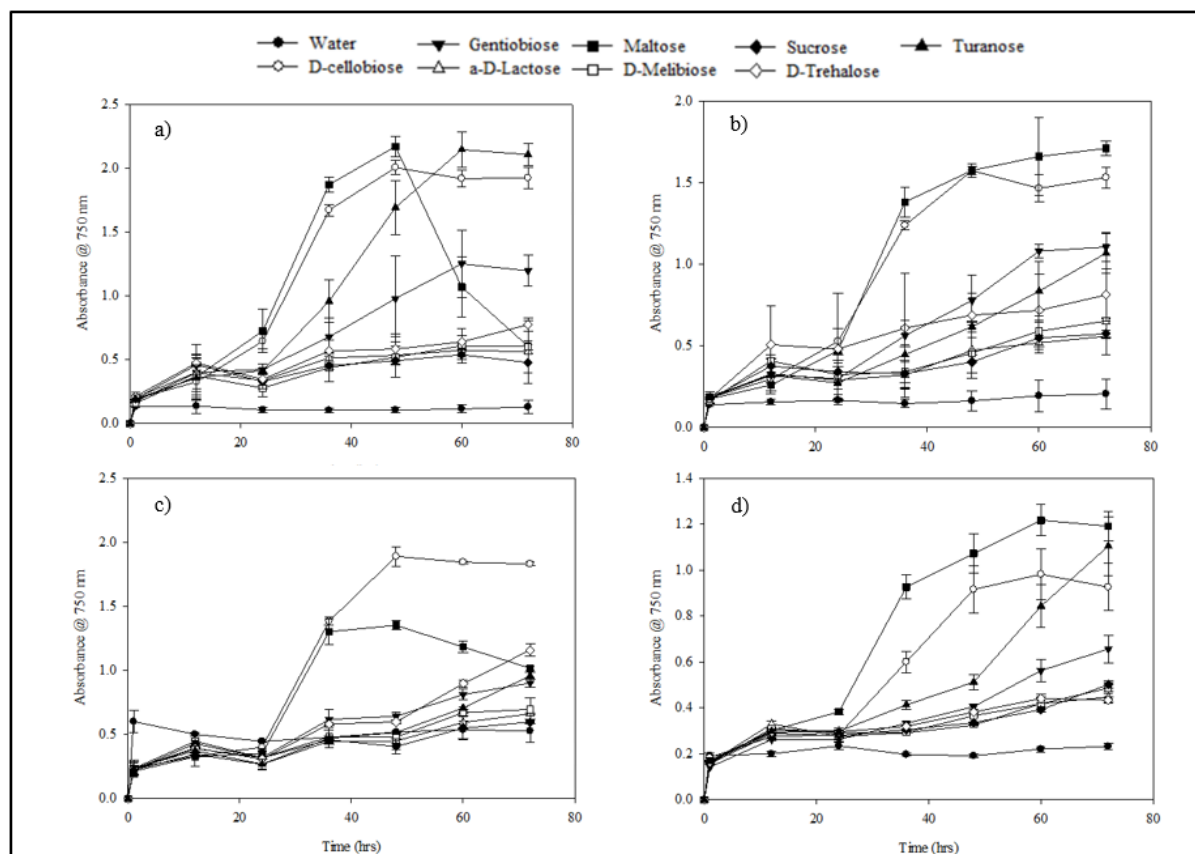 Water Gentiobiose Maltose Sucrose Turanose
D-cellobiose a-D-Lactose D-Melibiose D-Trehalose
a)
2.5
2.0
1.5
1.0
0.5
0.0
0 20 40 60 80
Absorbance @ 750 nm
b)
2.0
1.5
1.0
0.5
0.0
0 20 40 60 80
Absorbance @ 750 nm
c)
2.5
2.0
1.5
1.0
0.5
0.0
0 20 40 60 80
Absorbance @ 750 nm
Time (hrs)
d)
1.4
1.2
1.0
0.8
0.6
0.4
0.2
0.0
0 20 40 60 80
Absorbance @ 750 nm
Time (hrs)